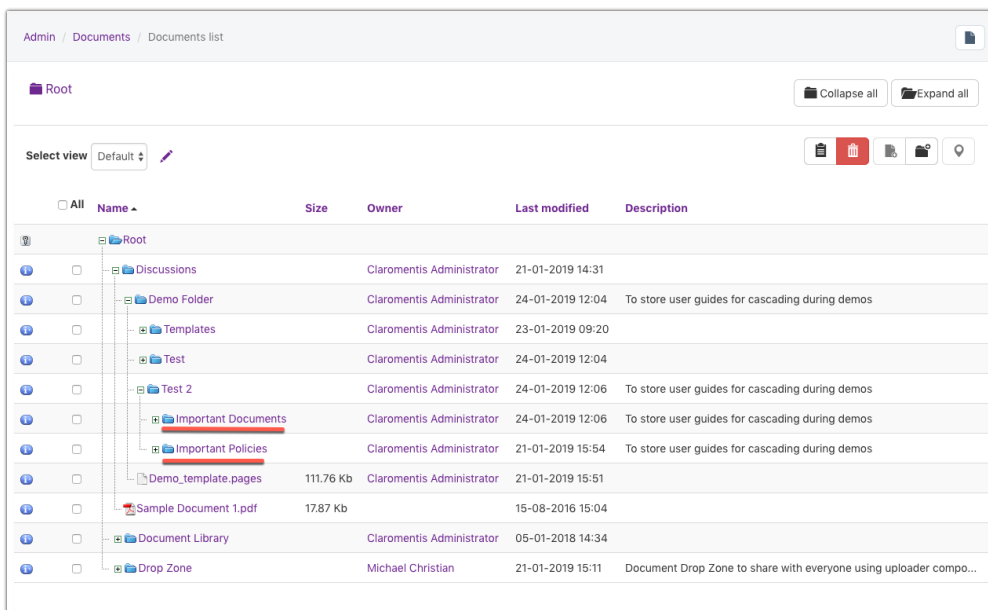 Admin / Documents / Documents list
Root
Collapse all Expand all
Select view Default
All Name Size Owner Last modified Description
Root
Discussions Claromentis Administrator 21-01-2019 14:31
Demo Folder Claromentis Administrator 24-01-2019 12:04 To store user guides for cascading during demos
Templates Claromentis Administrator 23-01-2019 09:20
Test Claromentis Administrator 24-01-2019 12:04
Test 2 Claromentis Administrator 24-01-2019 12:06 To store user guides for cascading during demos
Important Documents Claromentis Administrator 24-01-2019 12:06 To store user guides for cascading during demos
Important Policies Claromentis Administrator 21-01-2019 15:54 To store user guides for cascading during demos
Demo_template.pages 111.76 Kb Claromentis Administrator 21-01-2019 15:51
Sample Document 1.pdf 17.87 Kb 15-08-2016 15:04
Document Library Claromentis Administrator 05-01-2018 14:34
Drop Zone Michael Christian 21-01-2019 15:11 Document Drop Zone to share with everyone using uploader compo...